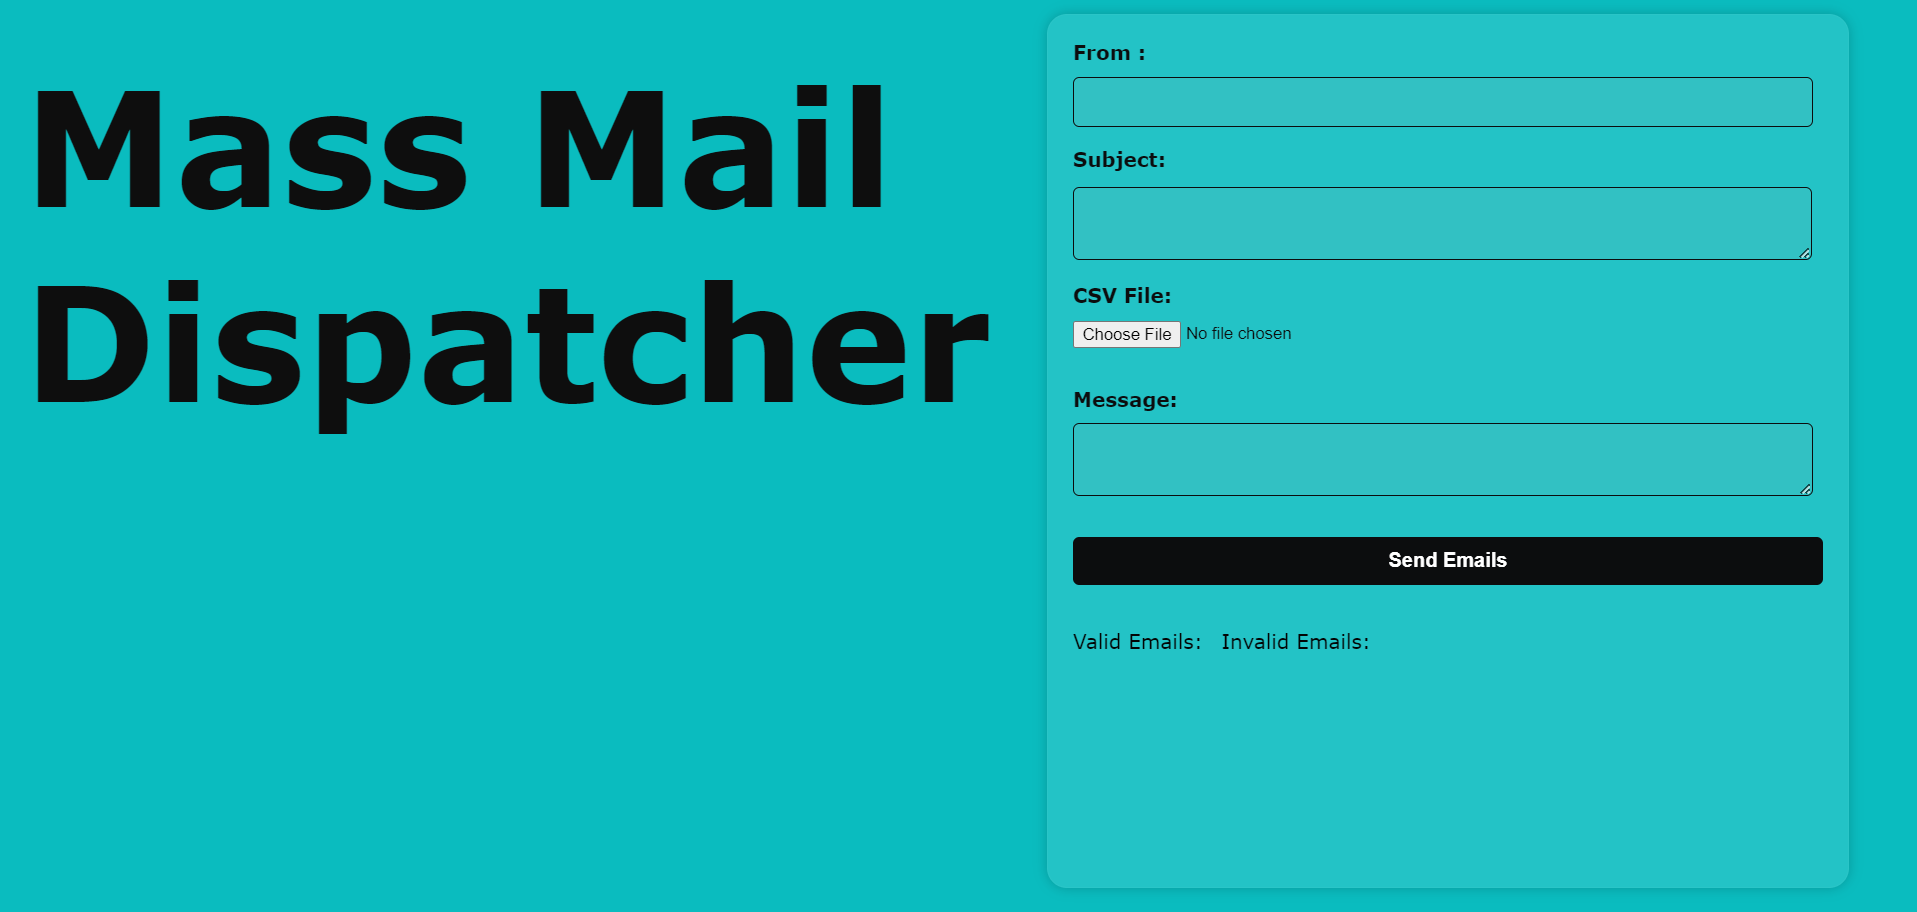 Mass Mail
Dispatcher
From :
Subject:
CSV File:
Choose File No file chosen
Message:
Send Emails
Valid Emails: Invalid Emails: